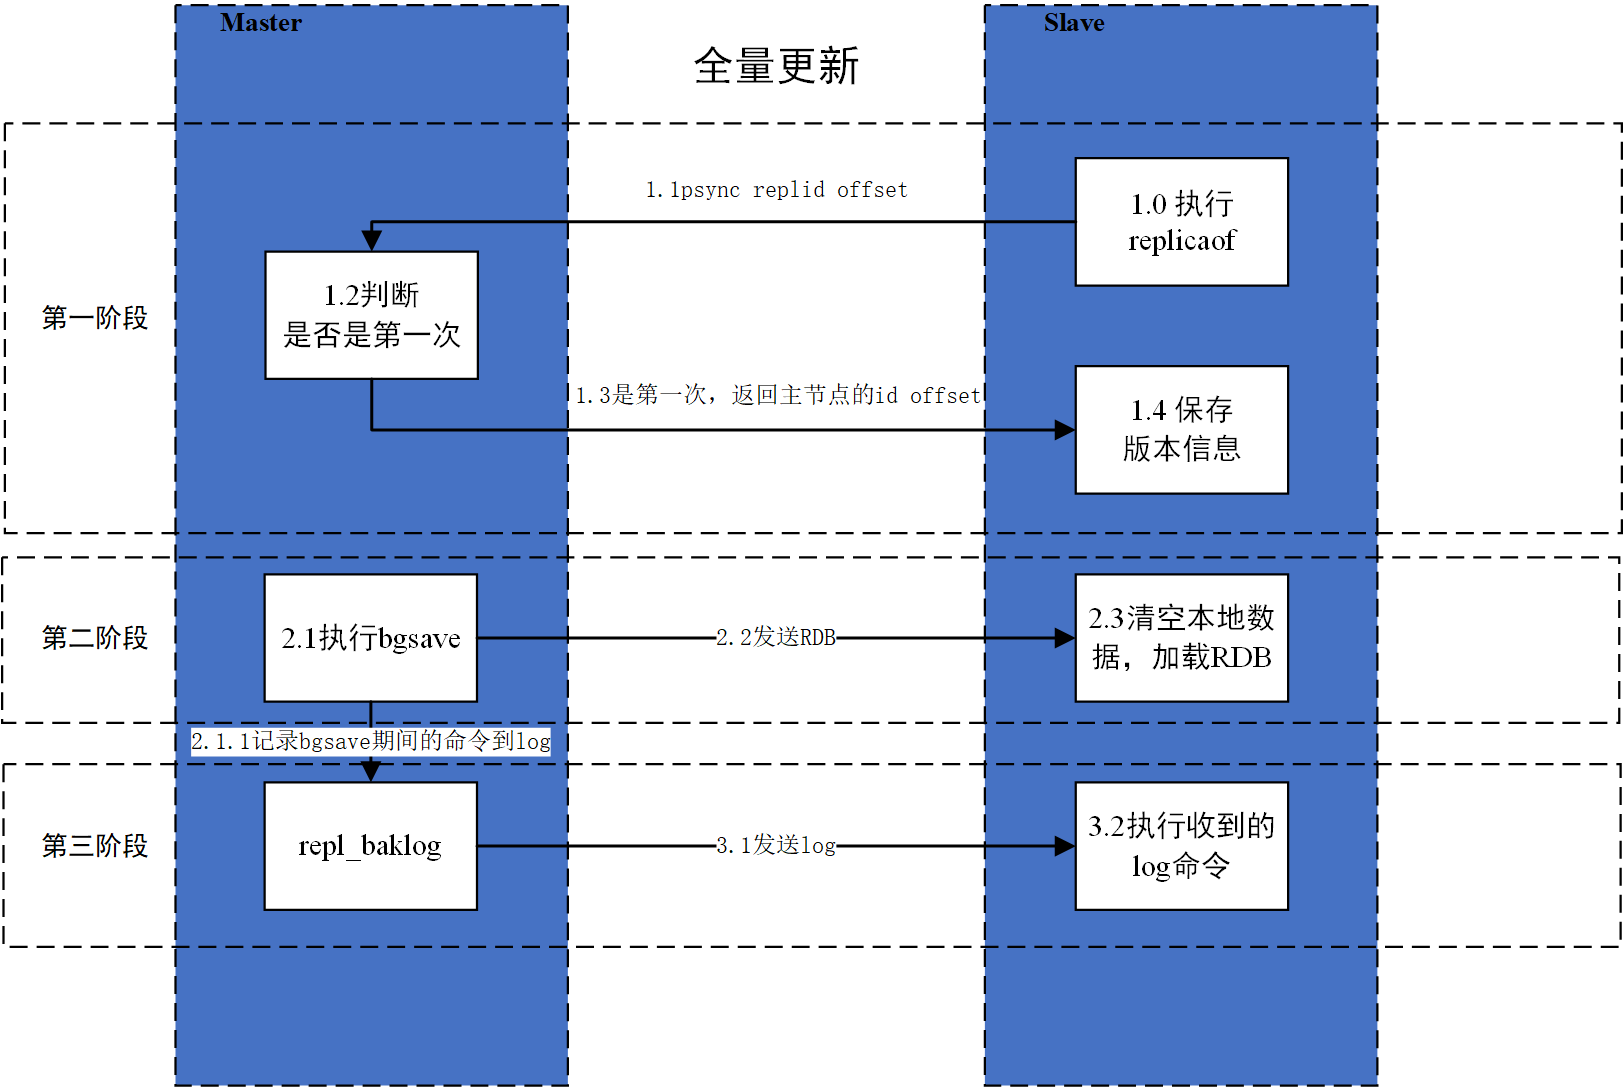 Master
Slave
全量更新
第一阶段
1.1psync replid offset
1.0 执行
replicaof
1.2判断
是否是第一次
1.3是第一次，返回主节点的id offset
1.4 保存
版本信息
第二阶段
2.1执行bgsave
2.2发送RDB
2.3清空本地数
据，加载RDB
2.1.1记录bgsave期间的命令到log
第三阶段
repl_baklog
3.1发送log
3.2执行收到的
log命令